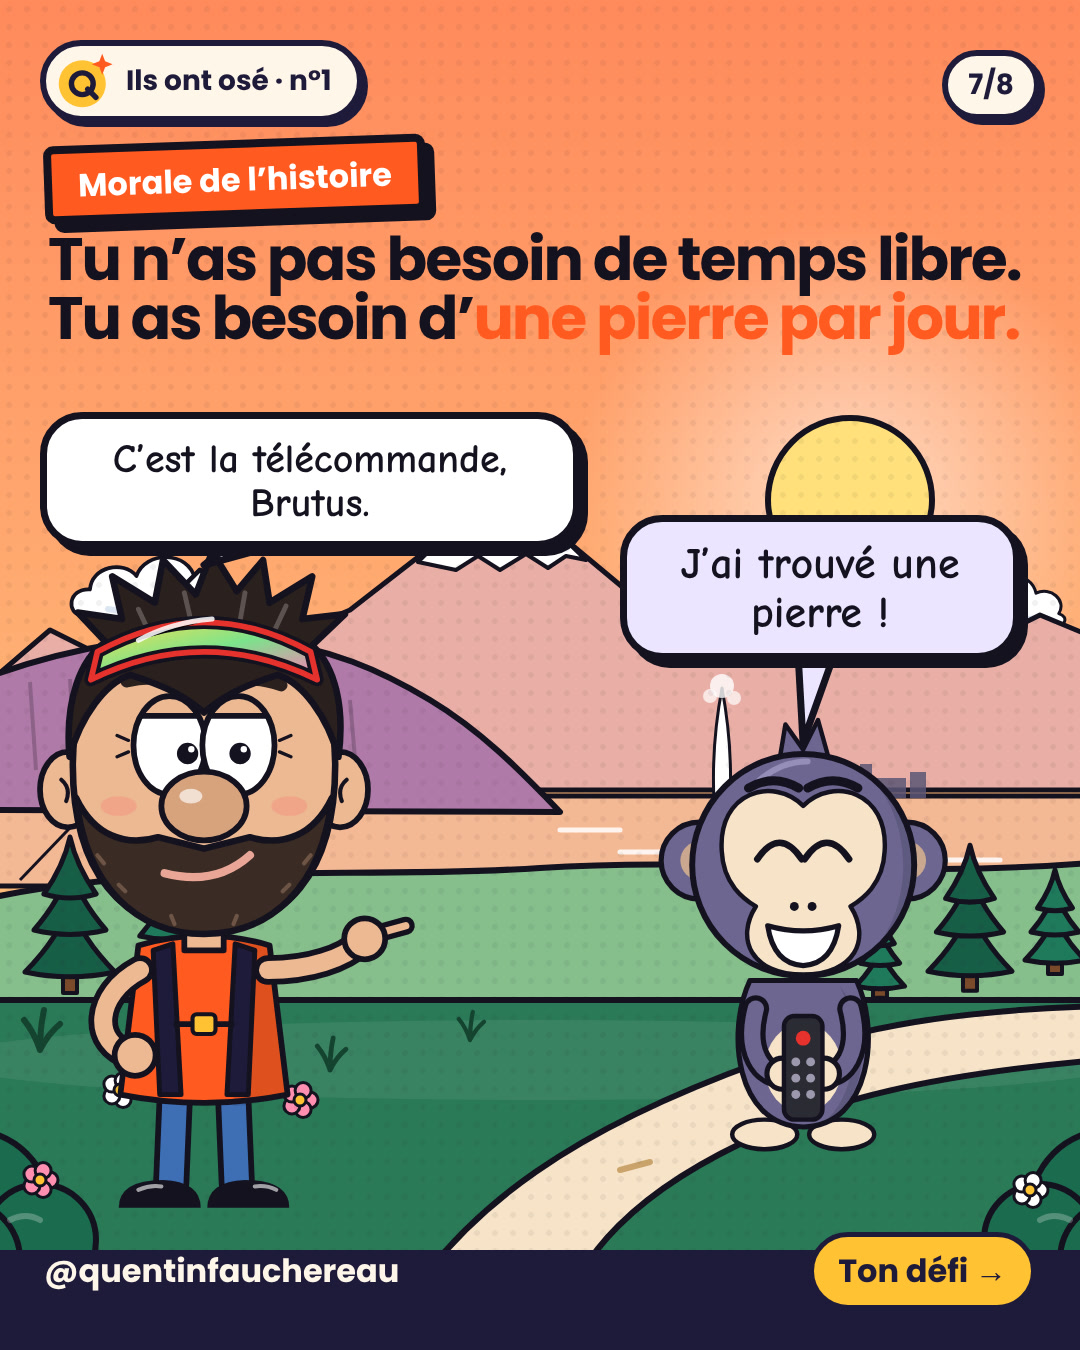 Q
Ils ont osé · n°1
7/8
Morale de l’histoire
Tu n’as pas besoin de temps libre.
Tu as besoin d’une pierre par jour.
C’est la télécommande,
Brutus.
J’ai trouvé une
pierre !
@quentinfauchereau
Ton défi →